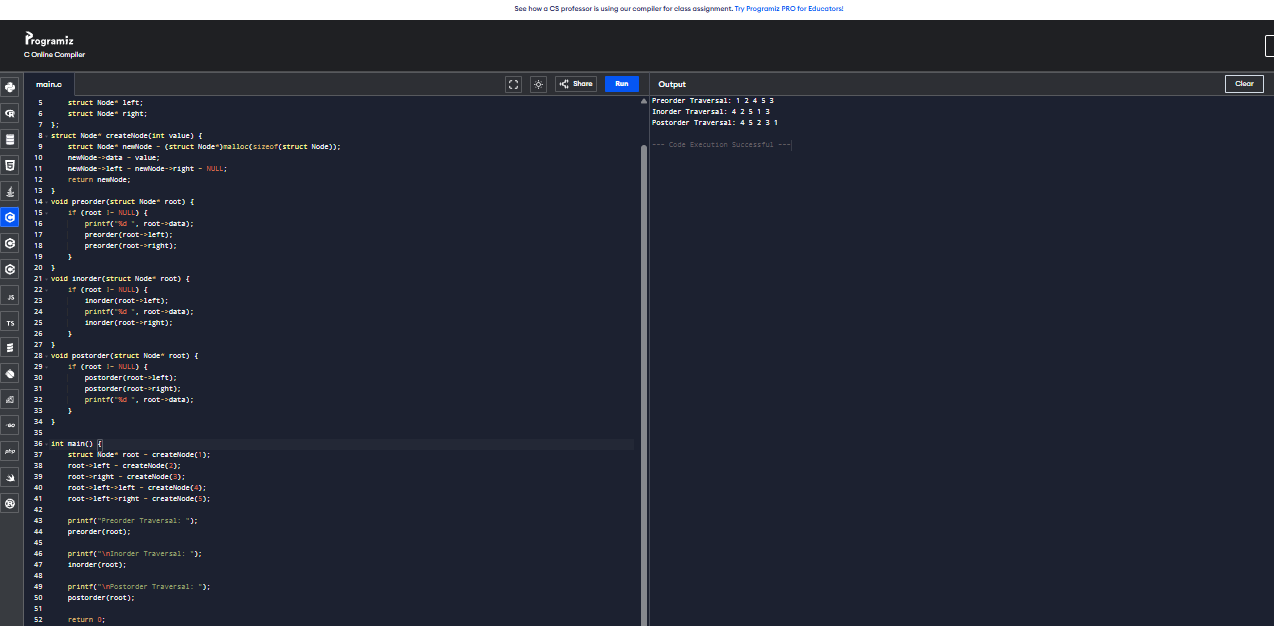 See how a CS professor is using our compiler for class assignment. Try Programiz PRO for Educators!
Programiz
C Online Compiler
main.c
Share
Run
Output
Clear
5 struct Node* left;
6 struct Node* right;
7 };
8 struct Node* createNode(int value) {
9 struct Node* newNode = (struct Node*)malloc(sizeof(struct Node));
10 newNode->data = value;
11 newNode->left = newNode->right = NULL;
12 return newNode;
13 }
14 void preorder(struct Node* root) {
15 if (root != NULL) {
16 printf("%d ", root->data);
17 preorder(root->left);
18 preorder(root->right);
19 }
20 }
21 void inorder(struct Node* root) {
22 if (root != NULL) {
23 inorder(root->left);
24 printf("%d ", root->data);
25 inorder(root->right);
26 }
27 }
28 void postorder(struct Node* root) {
29 if (root != NULL) {
30 postorder(root->left);
31 postorder(root->right);
32 printf("%d ", root->data);
33 }
34 }
35
36 int main() {
37 struct Node* root = createNode(1);
38 root->left = createNode(2);
39 root->right = createNode(3);
40 root->left->left = createNode(4);
41 root->left->right = createNode(5);
42
43 printf("Preorder Traversal: ");
44 preorder(root);
45
46 printf("\nInorder Traversal: ");
47 inorder(root);
48
49 printf("\nPostorder Traversal: ");
50 postorder(root);
51
52 return 0;
Preorder Traversal: 1 2 4 5 3
Inorder Traversal: 4 2 5 1 3
Postorder Traversal: 4 5 2 3 1
--- Code Execution Successful ---
JS
TS
GO
php